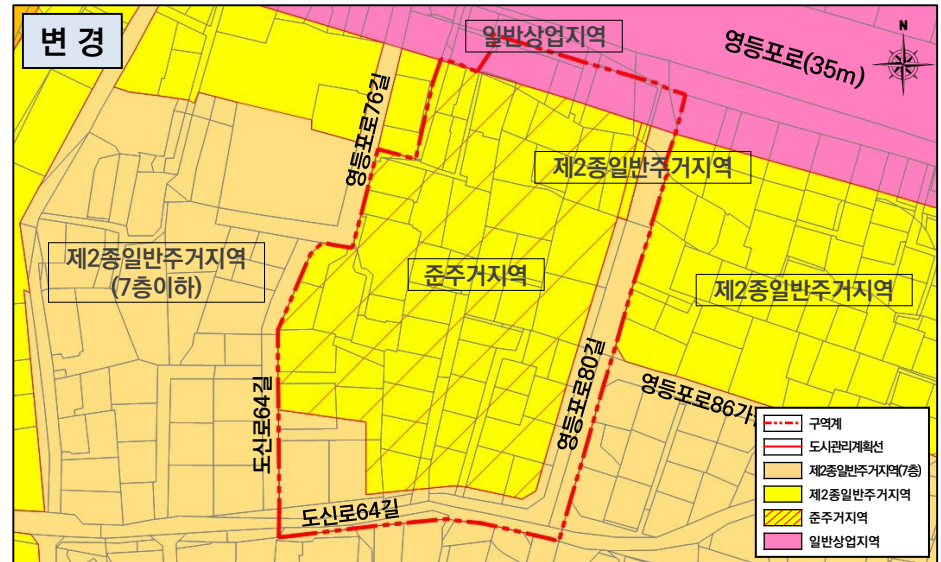 변 경
일반상업지역
영등포로(35m)
N
영등포로76길
제2종일반주거지역
제2종일반주거지역
(7층이하)
준주거지역
제2종일반주거지역
도신로64길
영등포로80길
영등포로86가
도신로64길
구역계
도시관리계획선
제2종일반주거지역(7층)
제2종일반주거지역
준주거지역
일반상업지역